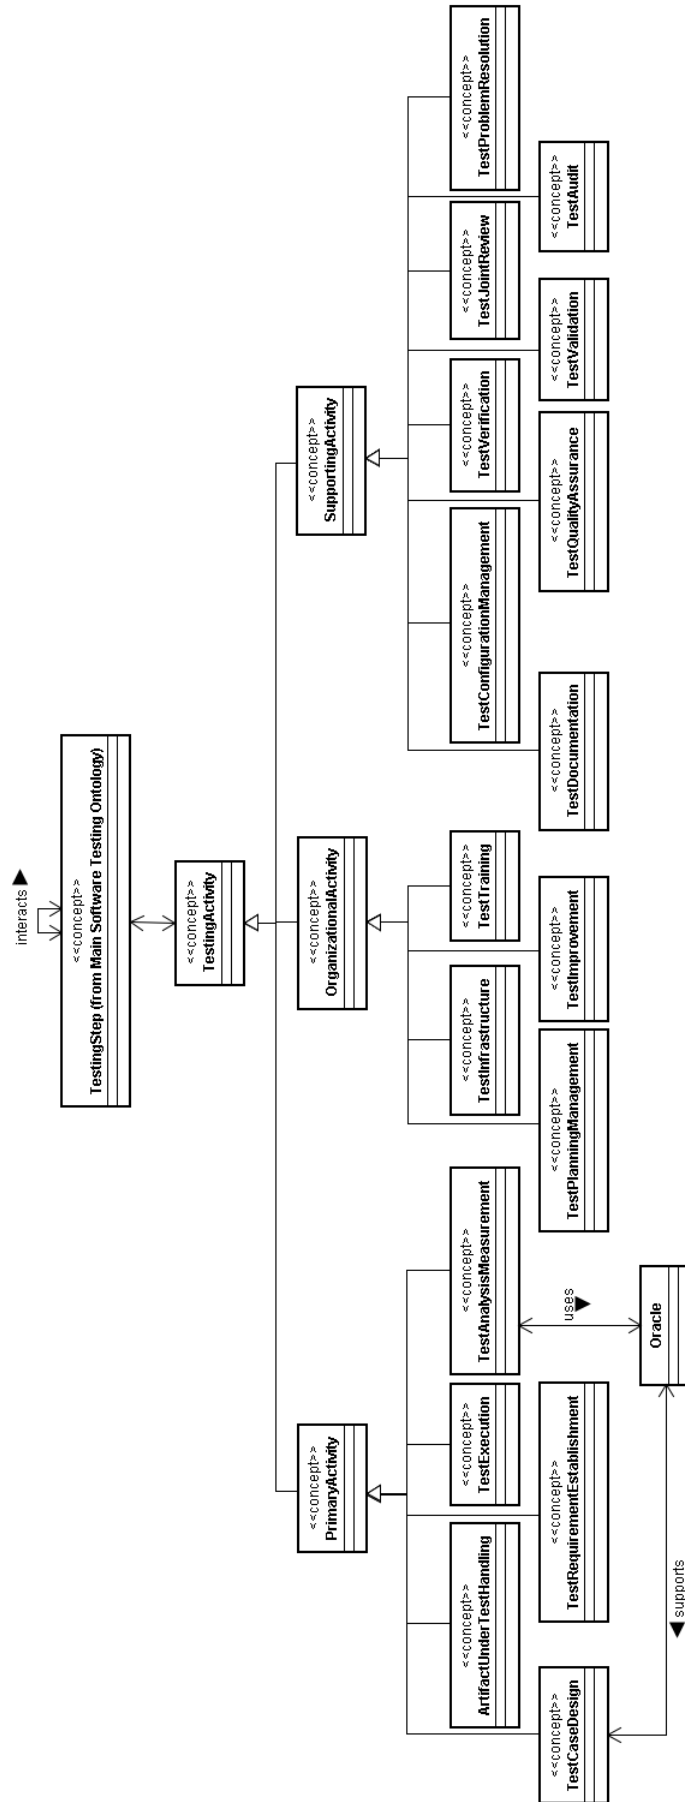 interacts ▶
<<concept>>
TestingStep (from Main Software Testing Ontology)
<<concept>>
TestingActivity
<<concept>>
PrimaryActivity
<<concept>>
OrganizationalActivity
<<concept>>
SupportingActivity
<<concept>>
ArtifactUnderTestHandling
<<concept>>
TestExecution
<<concept>>
TestAnalysisMeasurement
<<concept>>
TestInfrastructure
<<concept>>
TestTraining
<<concept>>
TestConfigurationManagement
<<concept>>
TestVerification
<<concept>>
TestJointReview
<<concept>>
TestProblemResolution
<<concept>>
TestCaseDesign
<<concept>>
TestRequirementEstablishment
<<concept>>
TestPlanningManagement
<<concept>>
TestImprovement
<<concept>>
TestDocumentation
<<concept>>
TestQualityAssurance
<<concept>>
TestValidation
<<concept>>
TestAudit
uses
Oracle
◀ supports